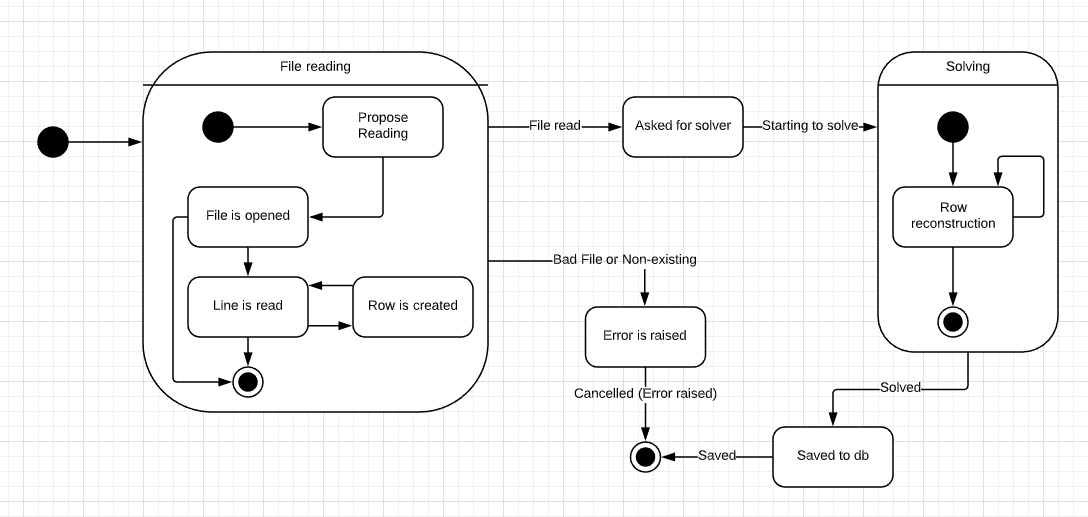 File reading
Solving
Propose
Reading
File read
Asked for solver
Starting to solve
File is opened
Row
reconstruction
Bad File or Non-existing
Line is read
Row is created
Error is raised
Cancelled (Error raised)
Solved
Saved
Saved to db